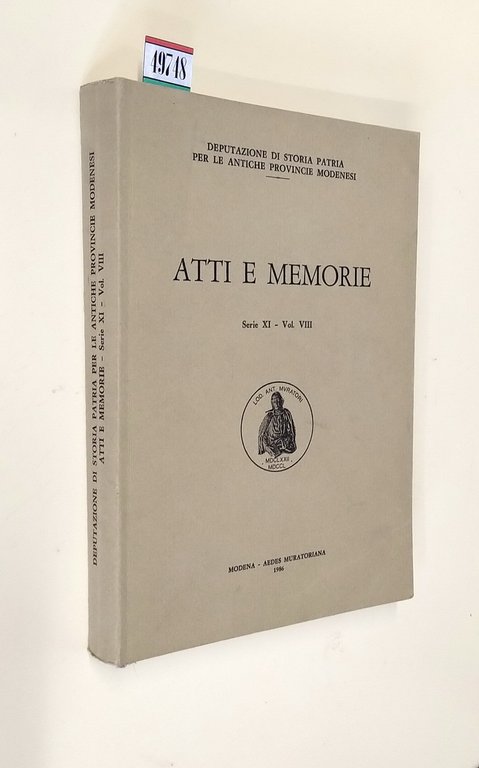 49748
DEPUTAZIONE DI STORIA PATRIA
PER LE ANTICHE PROVINCIE MODENESI
ATTI E MEMORIE
Serie XI - Vol. VIII
LOD. ANT. MVRATORI
MDCLXXII
MDCCL
MODENA - AEDES MURATORIANA
1986
DEPUTAZIONE DI STORIA PATRIA PER LE ANTICHE PROVINCIE MODENESI
ATTI E MEMORIE - Serie XI - Vol. VIII